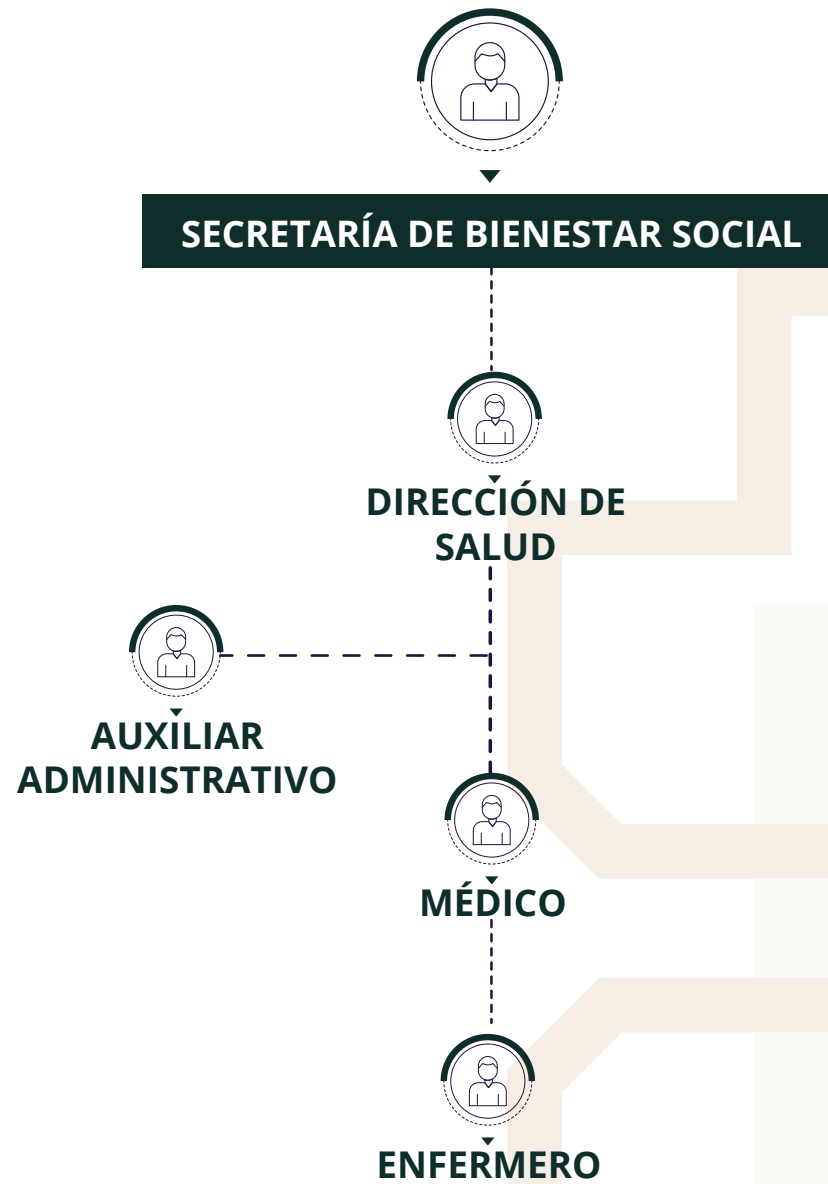 SECRETARÍA DE BIENESTAR SOCIAL
DIRECCIÓN DE
SALUD
AUXILIAR
ADMINISTRATIVO
MÉDICO
ENFERMERO